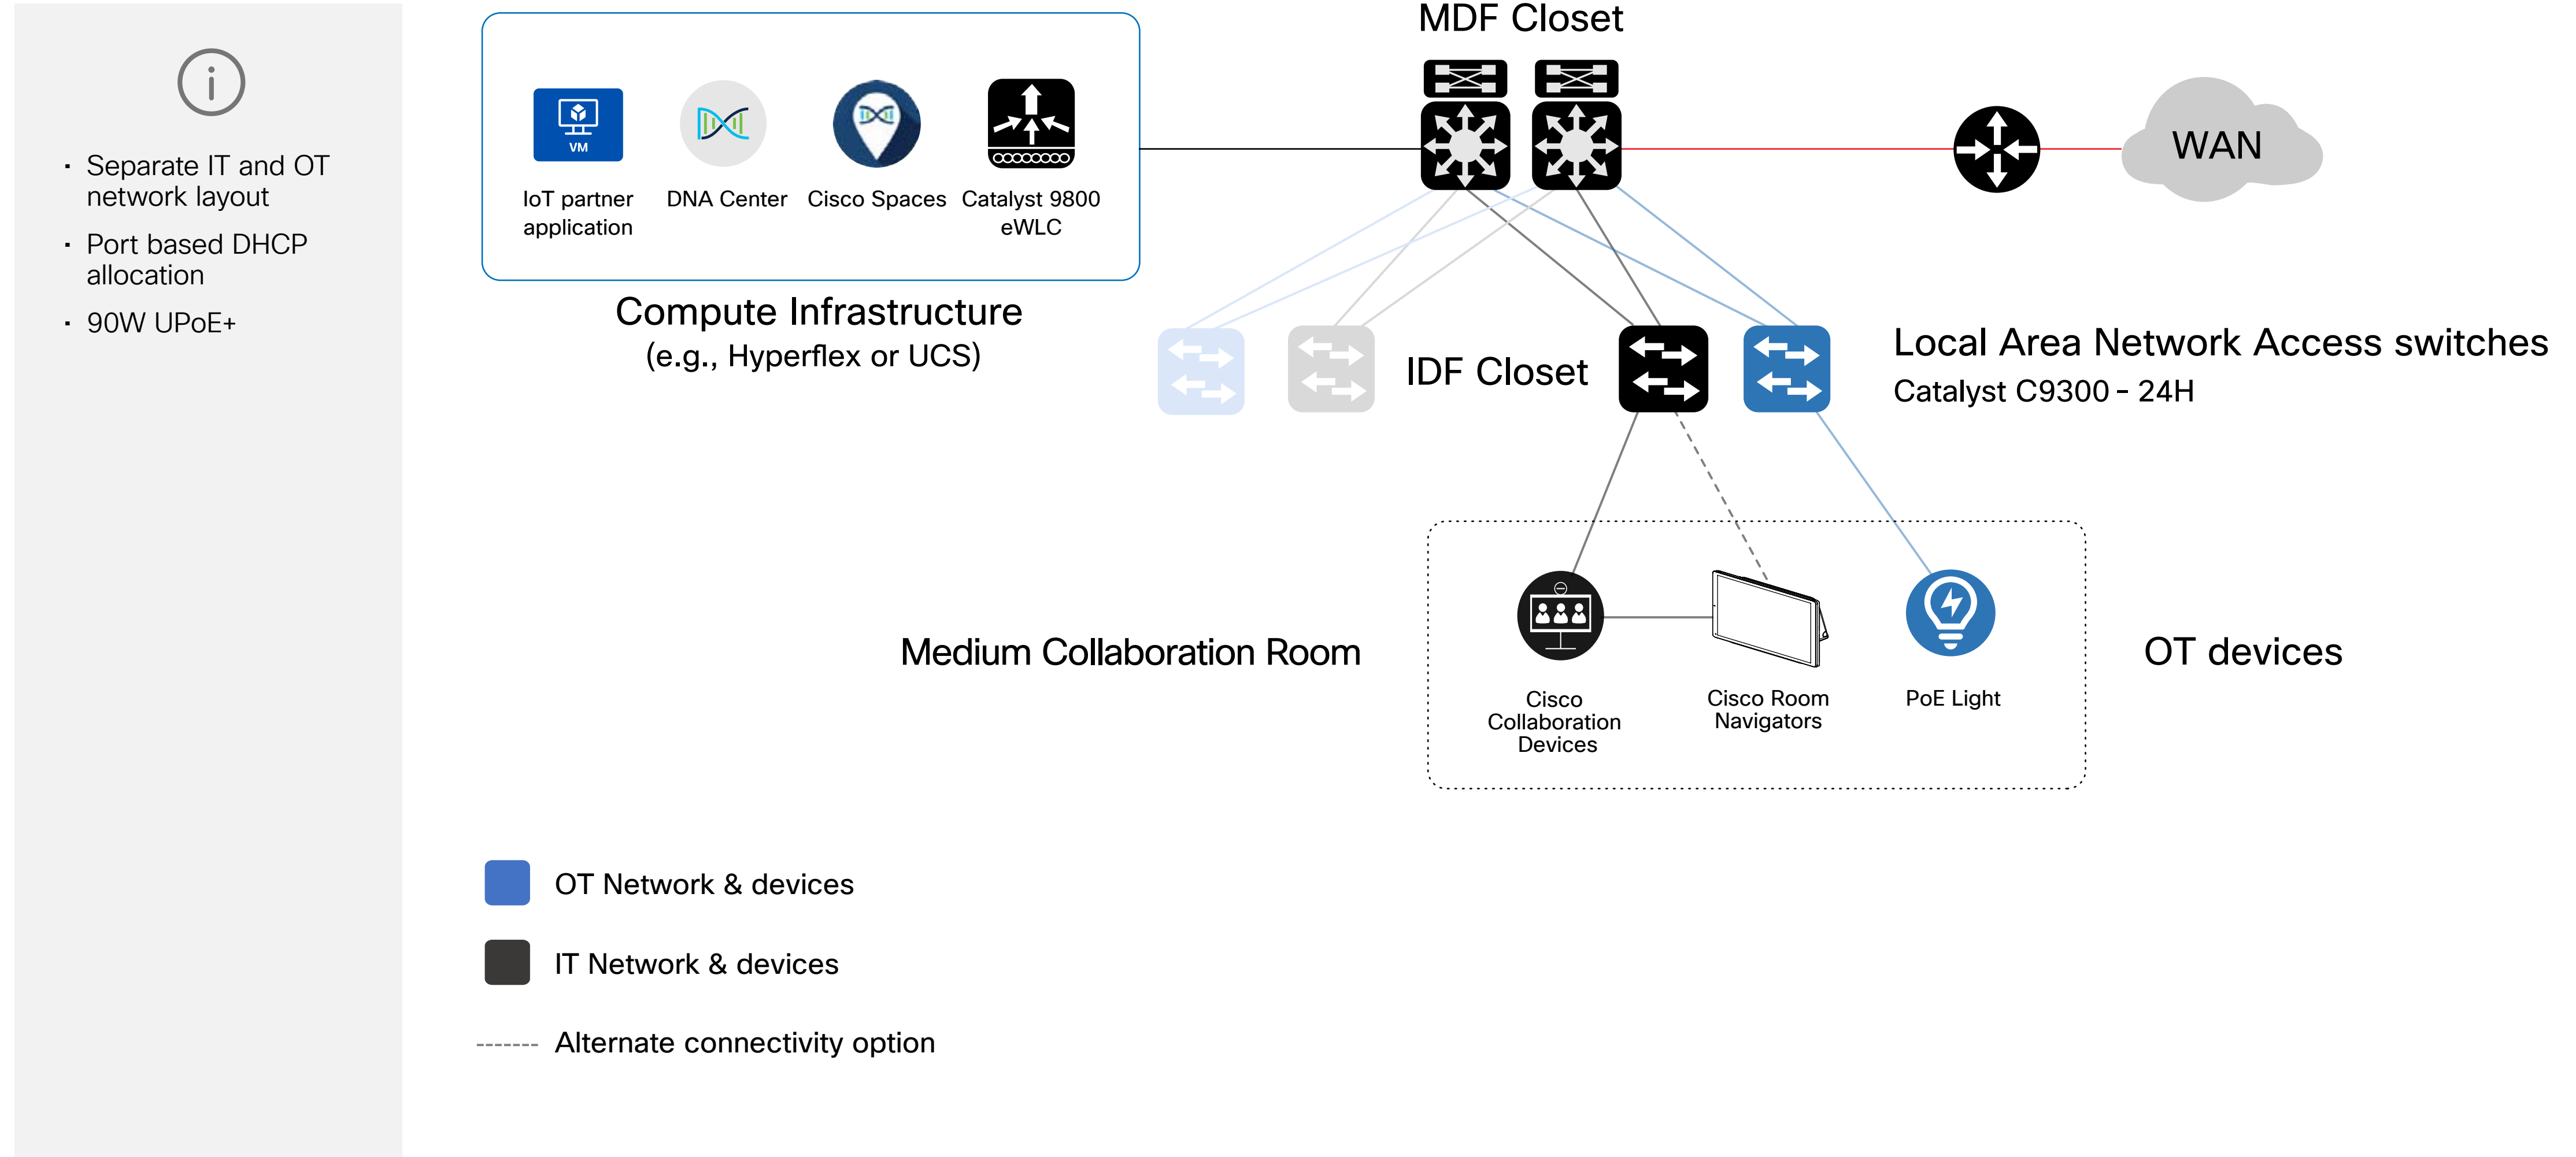 · Separate IT and OT
network layout
· Port based DHCP
allocation
· 90W UPoE+
MDF Closet
VM
IoT partner
application
DNA Center
Cisco Spaces
Catalyst 9800
eWLC
WAN
Compute Infrastructure
(e.g., Hyperflex or UCS)
IDF Closet
Local Area Network Access switches
Catalyst C9300 – 24H
Medium Collaboration Room
Cisco
Collaboration
Devices
Cisco Room
Navigators
PoE Light
OT devices
OT Network & devices
IT Network & devices
Alternate connectivity option